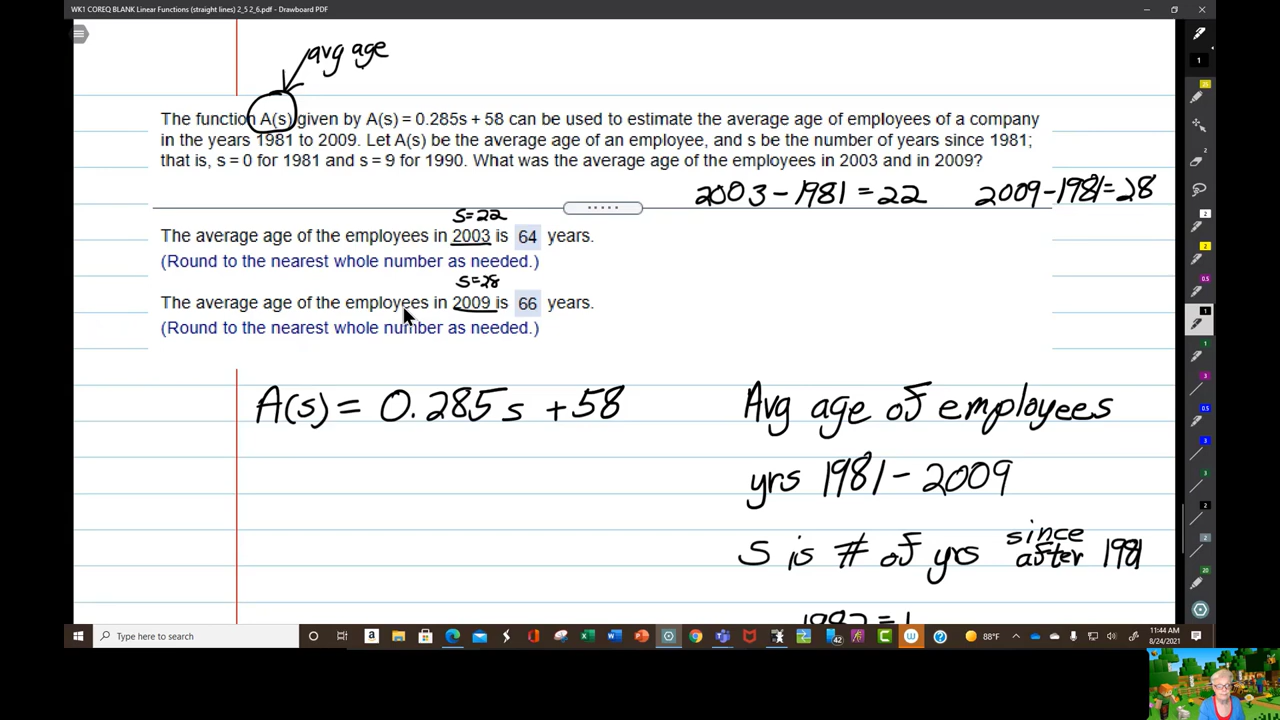 WK1 COREQ BLANK Linear Functions (straight lines) 2_5 2_6.pdf - Drawboard PDF
avg age
The function A(s) given by A(s) = 0.285s + 58 can be used to estimate the average age of employees of a company
in the years 1981 to 2009. Let A(s) be the average age of an employee, and s be the number of years since 1981;
that is, s = 0 for 1981 and s = 9 for 1990. What was the average age of the employees in 2003 and in 2009?
2003 - 1981 = 22 2009-1981=28
S=22
The average age of the employees in 2003 is 64 years.
(Round to the nearest whole number as needed.)
S=28
The average age of the employees in 2009 is 66 years.
(Round to the nearest whole number as needed.)
A(s) = 0.285s +58 Avg age of employees
yrs 1981 - 2009
since
S is # of yrs after 1981
1982 = 1
Type here to search
88°F
11:44 AM
8/24/2021